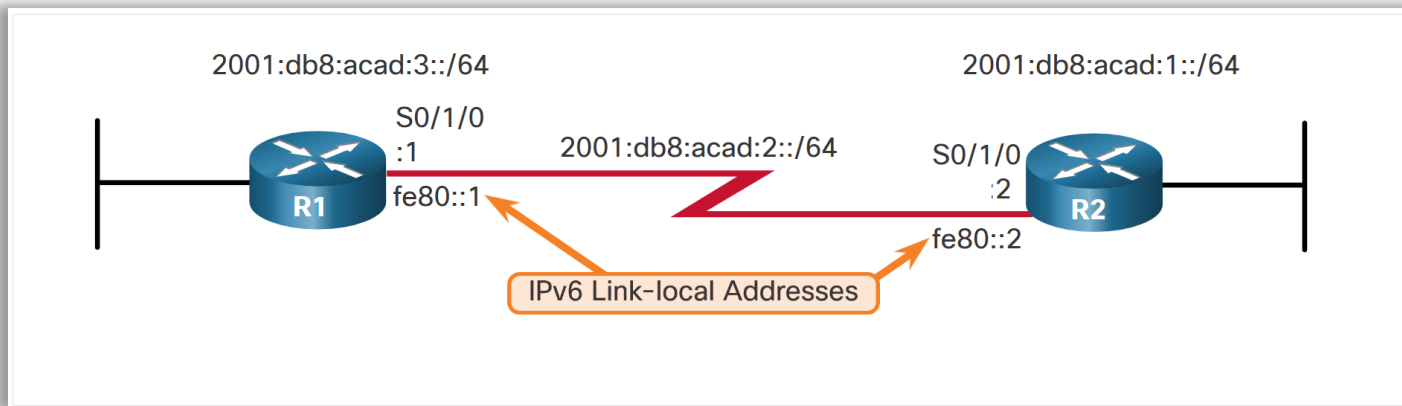 2001:db8:acad:3::/64
2001:db8:acad:1::/64
S0/1/0
:1
2001:db8:acad:2::/64
S0/1/0
:2
R1
fe80::1
R2
fe80::2
IPv6 Link-local Addresses